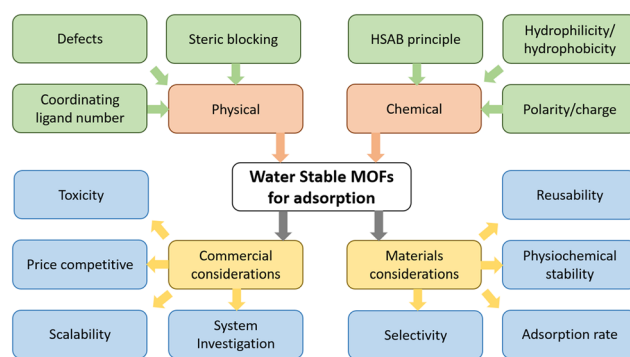 Defects
Steric blocking
HSAB principle
Hydrophilicity/
hydrophobicity
Coordinating
ligand number
Physical
Chemical
Polarity/charge
Water Stable MOFs
for adsorption
Toxicity
Reusability
Price competitive
Commercial
considerations
Materials
considerations
Physiochemical
stability
Scalability
System
Investigation
Selectivity
Adsorption rate